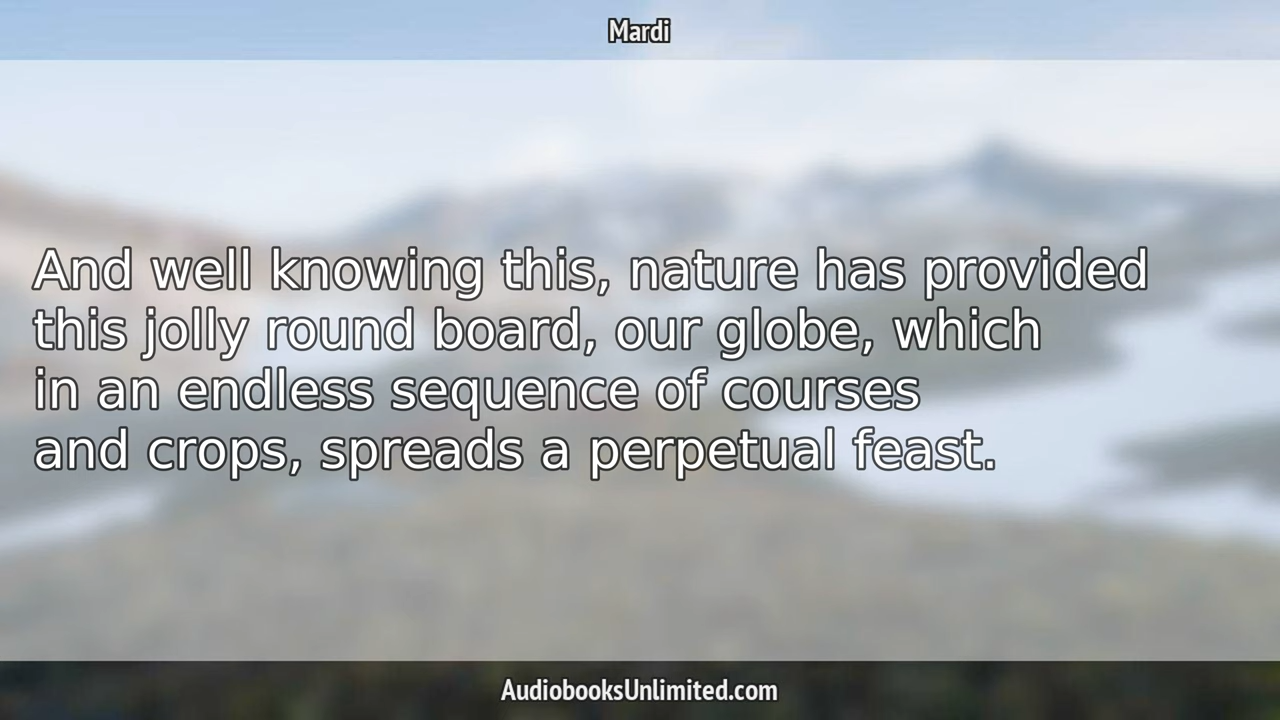 Mardi
And well knowing this, nature has provided
this jolly round board, our globe, which
in an endless sequence of courses
and crops, spreads a perpetual feast.
AudiobooksUnlimited.com